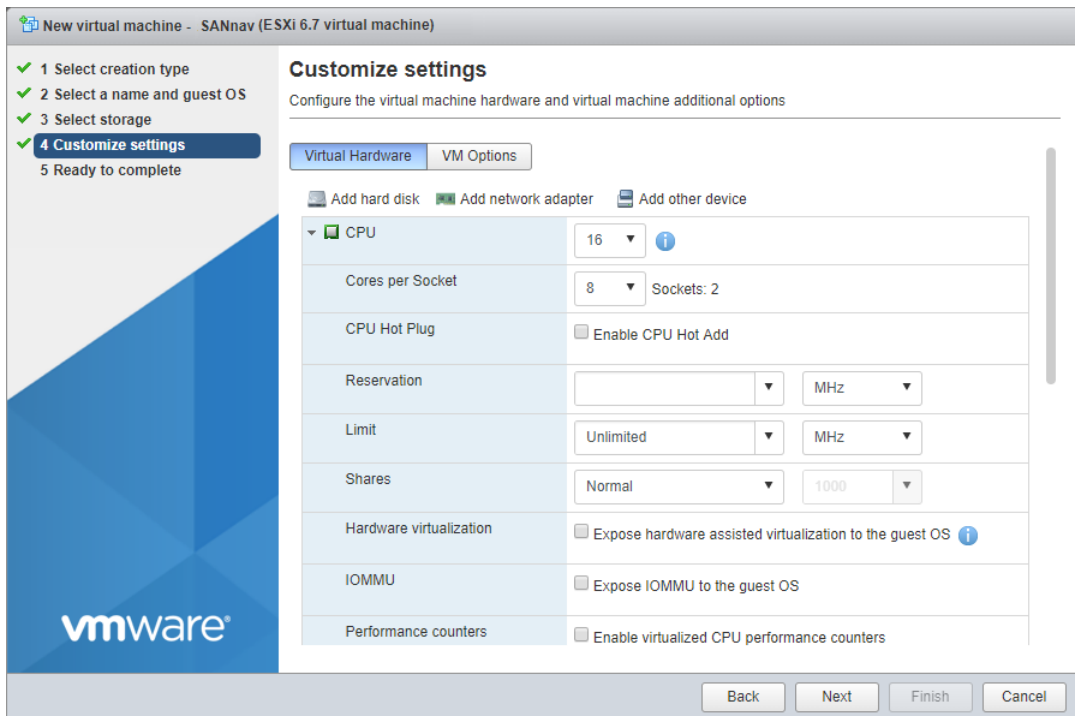 New virtual machine - SANnav (ESXi 6.7 virtual machine)
1 Select creation type
2 Select a name and guest OS
3 Select storage
4 Customize settings
5 Ready to complete
vmware®
Customize settings
Configure the virtual machine hardware and virtual machine additional options
Virtual Hardware VM Options
Add hard disk Add network adapter Add other device
CPU 16
Cores per Socket 8 Sockets: 2
CPU Hot Plug Enable CPU Hot Add
Reservation MHz
Limit Unlimited MHz
Shares Normal 1000
Hardware virtualization Expose hardware assisted virtualization to the guest OS
IOMMU Expose IOMMU to the guest OS
Performance counters Enable virtualized CPU performance counters
Back Next Finish Cancel